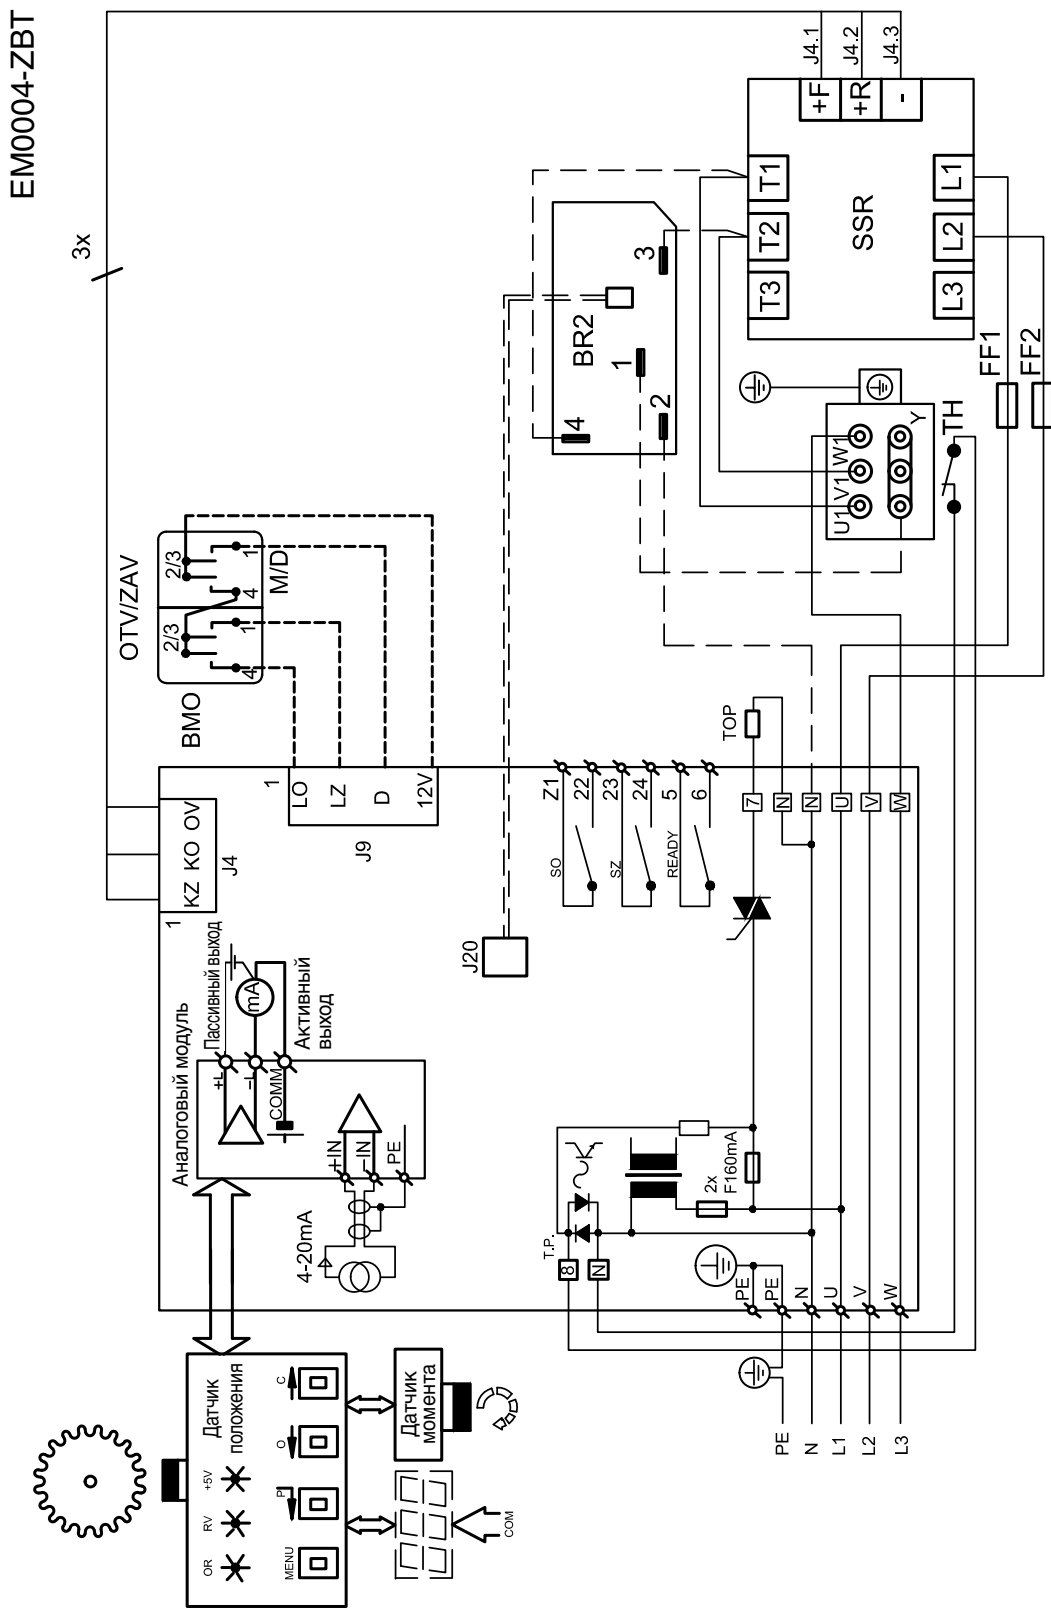 EM0004-ZBT
3x
J4.1
J4.2
J4.3
+F
+R
-
T1
T2
T3
SSR
L1
L2
L3
FF1
FF2
BR2
1
2
3
4
U1
V1
W1
Y
TH
OTV/ZAV
2/3
2/3
4
1
4
1
M/D
BMO
1
LO
LZ
D
12V
J9
1
KZ KO OV
J4
J20
Z1
22
23
24
5
6
SO
SZ
READY
TOP
7
N
N
U
V
W
Аналоговый модуль
Пассивный выход
mA
Активный
выход
+L
–L
COMM
+IN
–IN
PE
4-20mA
T.P.
8
N
2x
F160mA
PE
PE
N
U
V
W
PE
N
L1
L2
L3
Датчик
положения
+5V
RV
OR
C
O
P
MENU
Датчик
момента
COM